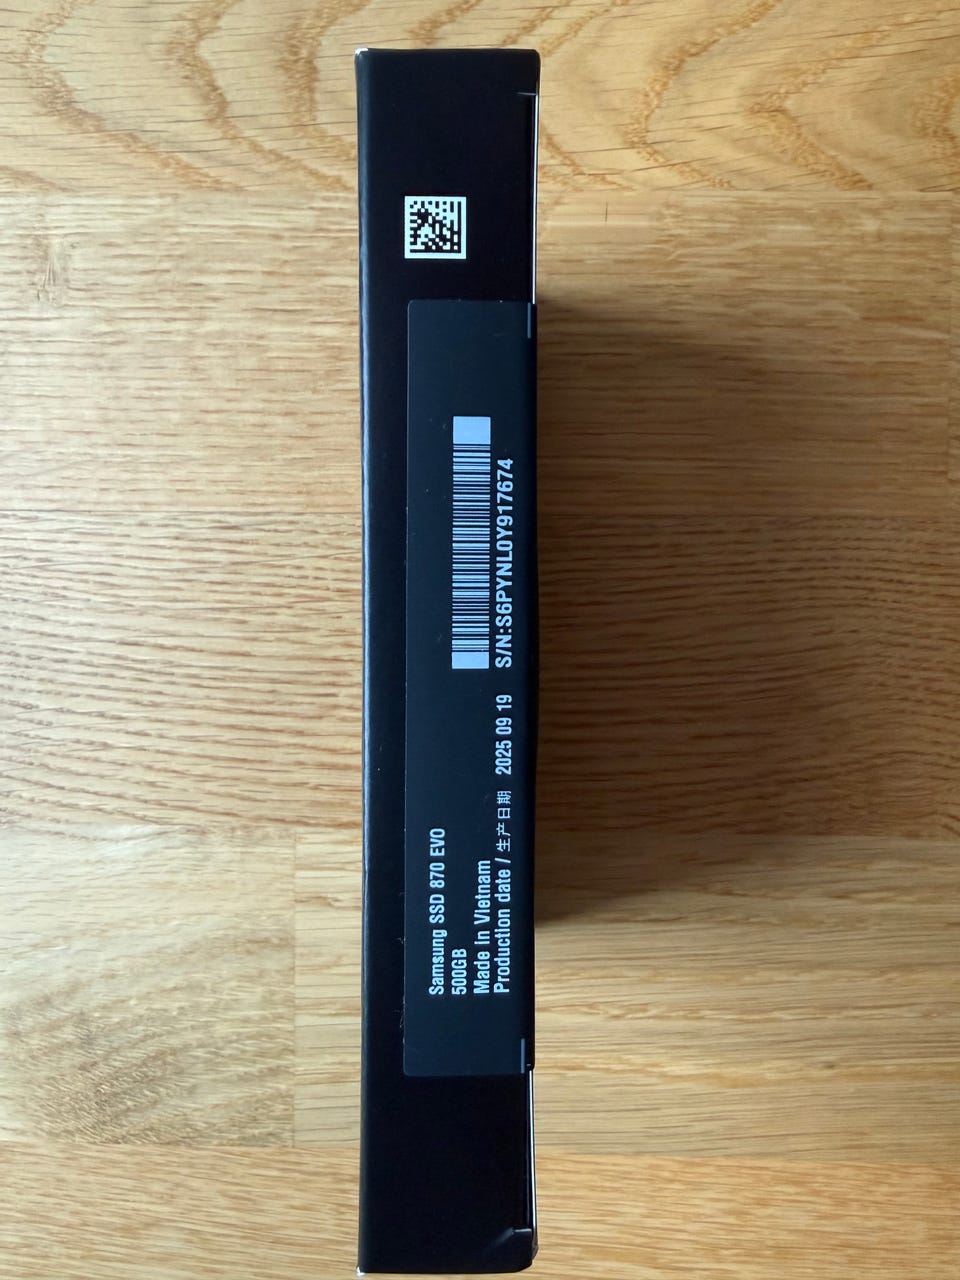 Samsung SSD 870 EVO
500GB
Made in Vietnam
Production date / 生产日期 2025 09 19 S/N:S6PYNL0Y917674